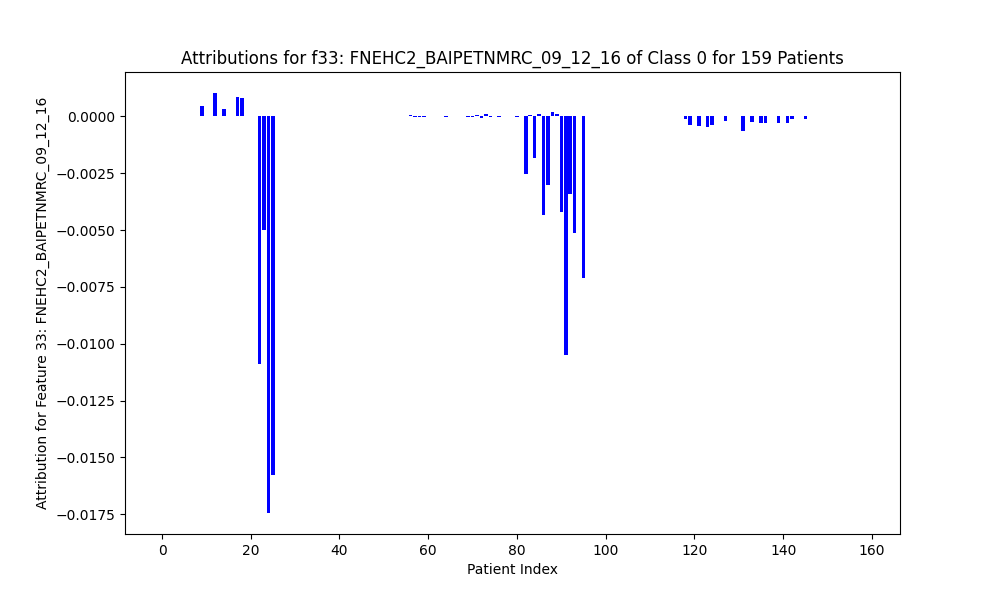 Attributions for f33: FNEHC2_BAIPETNMRC_09_12_16 of Class 0 for 159 Patients
Attribution for Feature 33: FNEHC2_BAIPETNMRC_09_12_16
0.0000
−0.0025
−0.0050
−0.0075
−0.0100
−0.0125
−0.0150
−0.0175
0 20 40 60 80 100 120 140 160
Patient Index